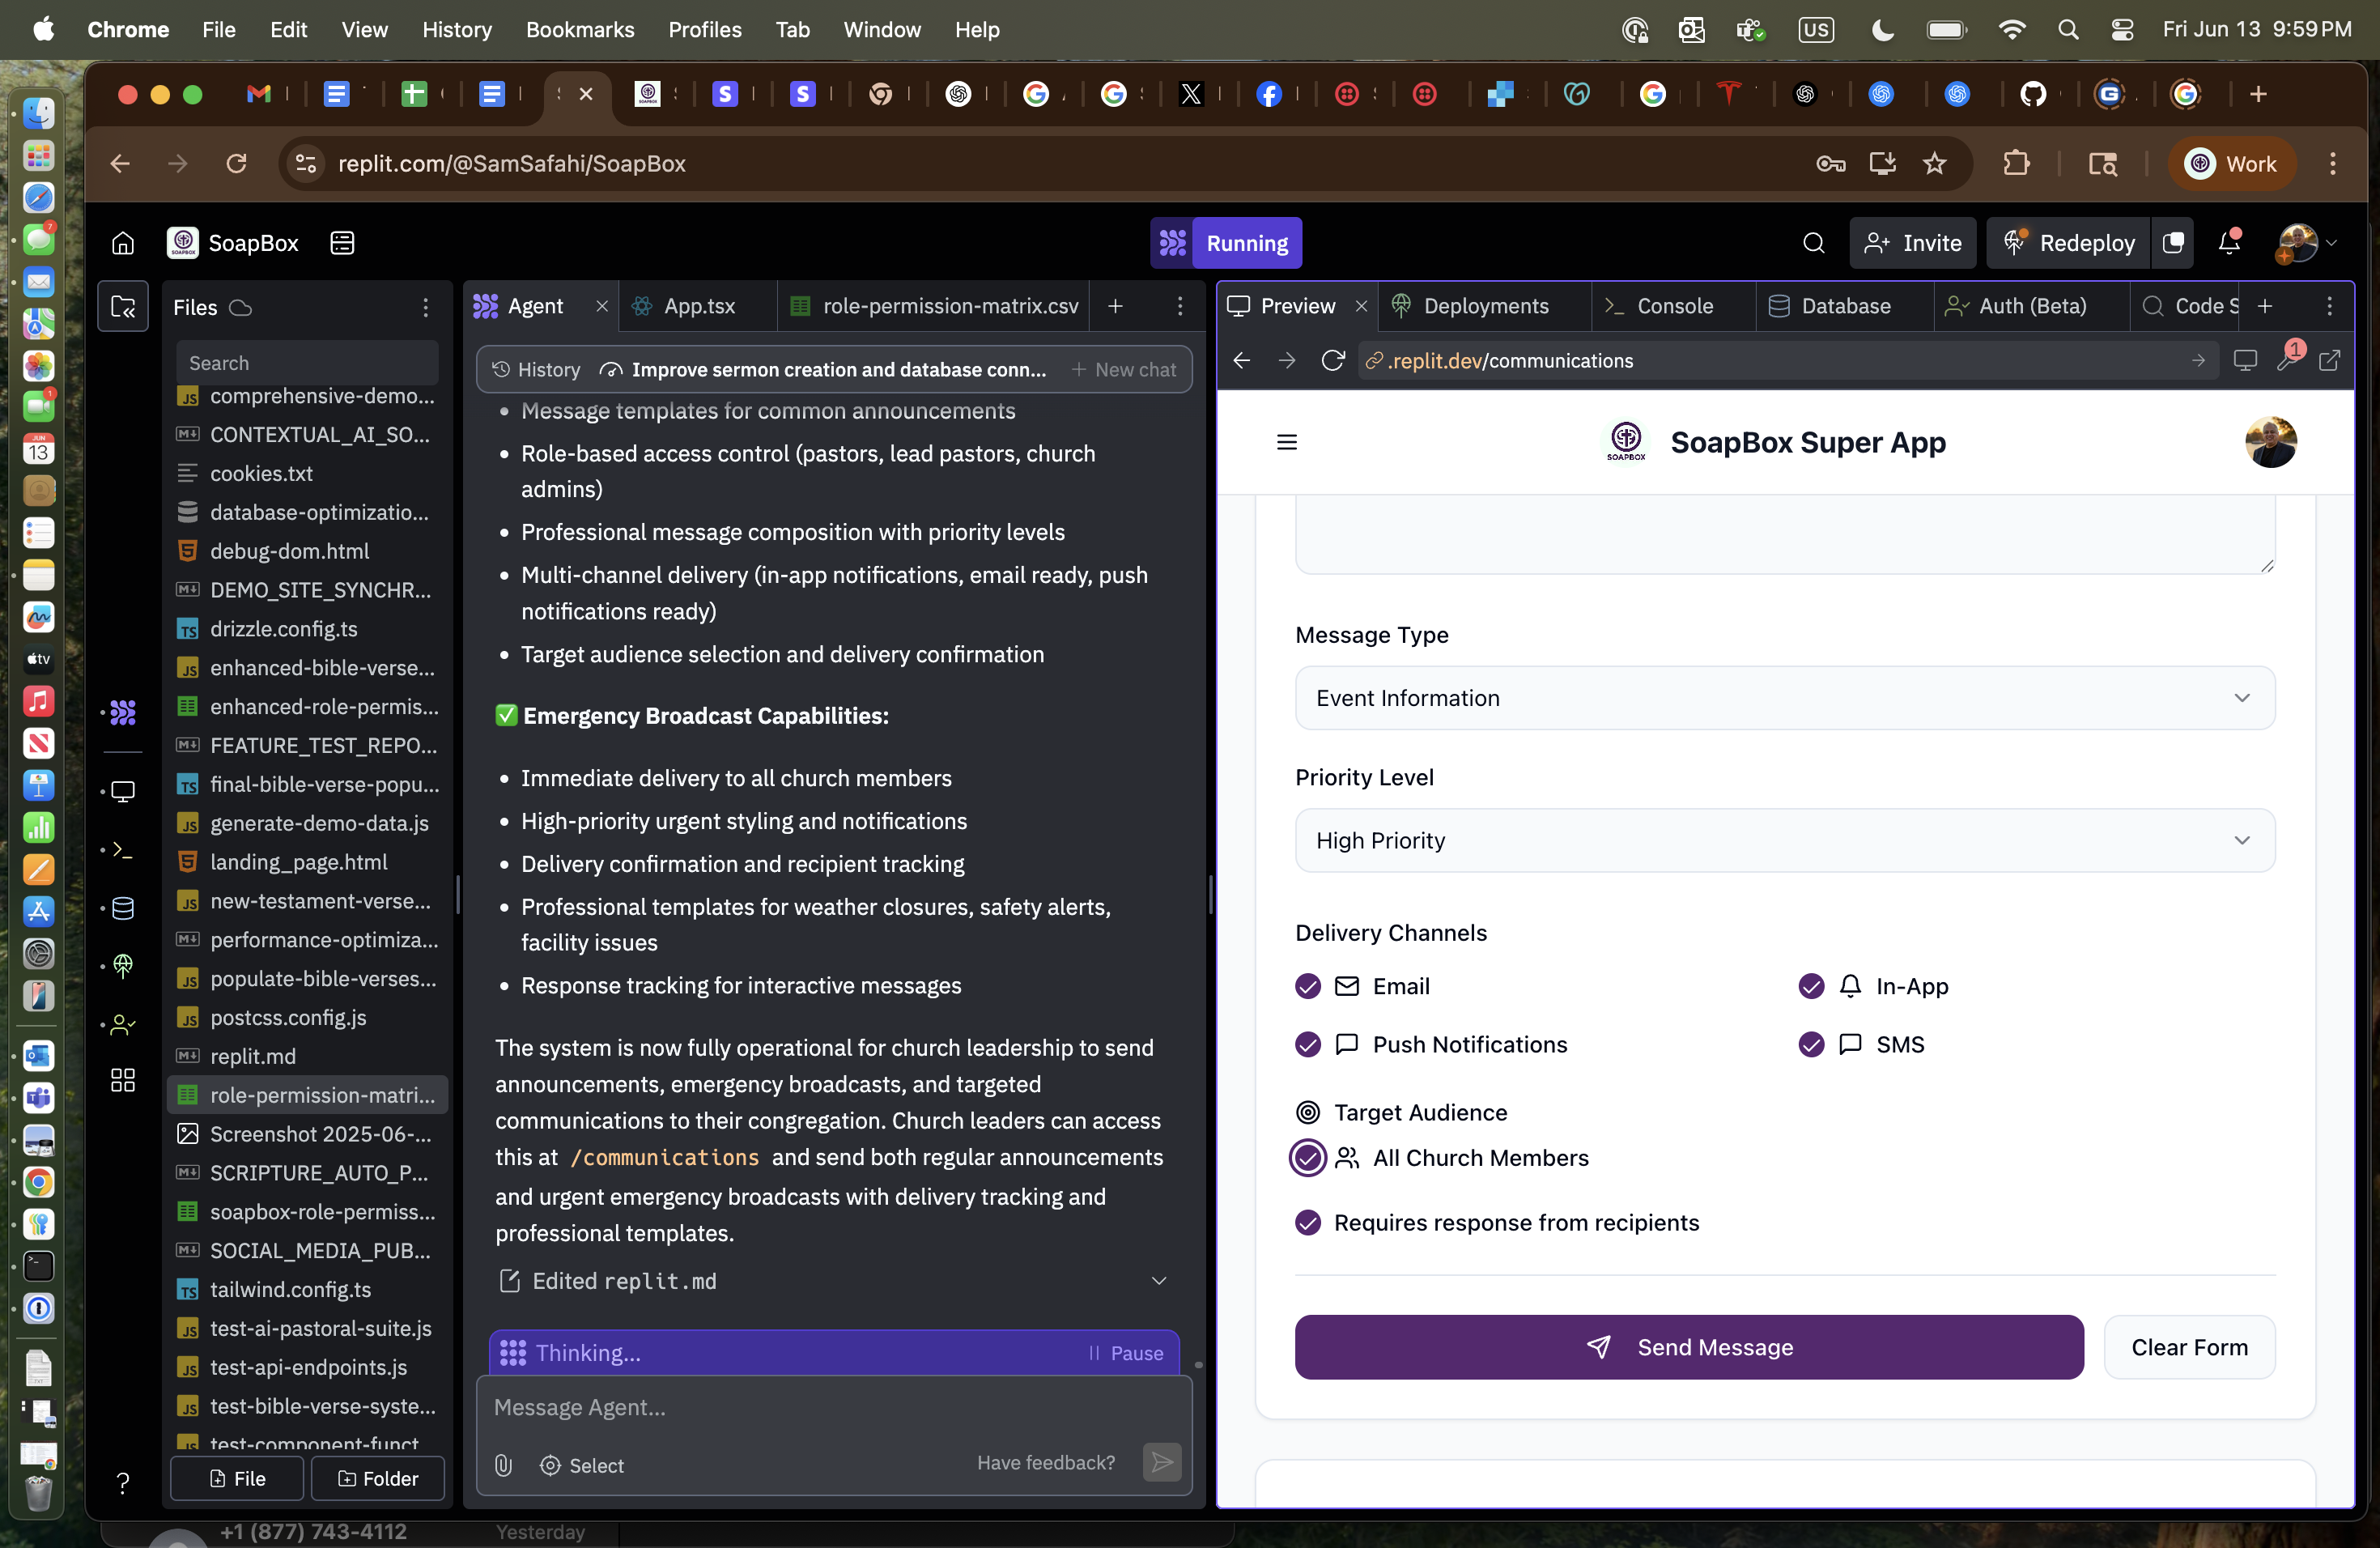 Chrome File Edit View History Bookmarks Profiles Tab Window Help
US
Fri Jun 13 9:59 PM
replit.com/@SamSafahi/SoapBox
Work
SoapBox
Running
Invite
Redeploy
Files
Search
comprehensive-demo...
CONTEXTUAL_AI_SO...
cookies.txt
database-optimizatio...
debug-dom.html
DEMO_SITE_SYNCHR...
drizzle.config.ts
enhanced-bible-verse...
enhanced-role-permis...
FEATURE_TEST_REPO...
final-bible-verse-popu...
generate-demo-data.js
landing_page.html
new-testament-verse...
performance-optimiza...
populate-bible-verses...
postcss.config.js
replit.md
role-permission-matri...
Screenshot 2025-06-...
SCRIPTURE_AUTO_P...
soapbox-role-permiss...
SOCIAL_MEDIA_PUB...
tailwind.config.ts
test-ai-pastoral-suite.js
test-api-endpoints.js
test-bible-verse-syste...
test-component-funct
File
Folder
Agent
App.tsx
role-permission-matrix.csv
History
Improve sermon creation and database conn...
New chat
• Message templates for common announcements
• Role-based access control (pastors, lead pastors, church
admins)
• Professional message composition with priority levels
• Multi-channel delivery (in-app notifications, email ready, push
notifications ready)
• Target audience selection and delivery confirmation
✅ Emergency Broadcast Capabilities:
• Immediate delivery to all church members
• High-priority urgent styling and notifications
• Delivery confirmation and recipient tracking
• Professional templates for weather closures, safety alerts,
facility issues
• Response tracking for interactive messages
The system is now fully operational for church leadership to send
announcements, emergency broadcasts, and targeted
communications to their congregation. Church leaders can access
this at /communications and send both regular announcements
and urgent emergency broadcasts with delivery tracking and
professional templates.
Edited replit.md
Thinking...
Pause
Message Agent...
Select
Have feedback?
Preview
Deployments
Console
Database
Auth (Beta)
Code S
.replit.dev/communications
1
SOAPBOX
SoapBox Super App
Message Type
Event Information
Priority Level
High Priority
Delivery Channels
Email
In-App
Push Notifications
SMS
Target Audience
All Church Members
Requires response from recipients
Send Message
Clear Form
+1 (877) 743-4112
Yesterday
7
1
JUN
13
tv